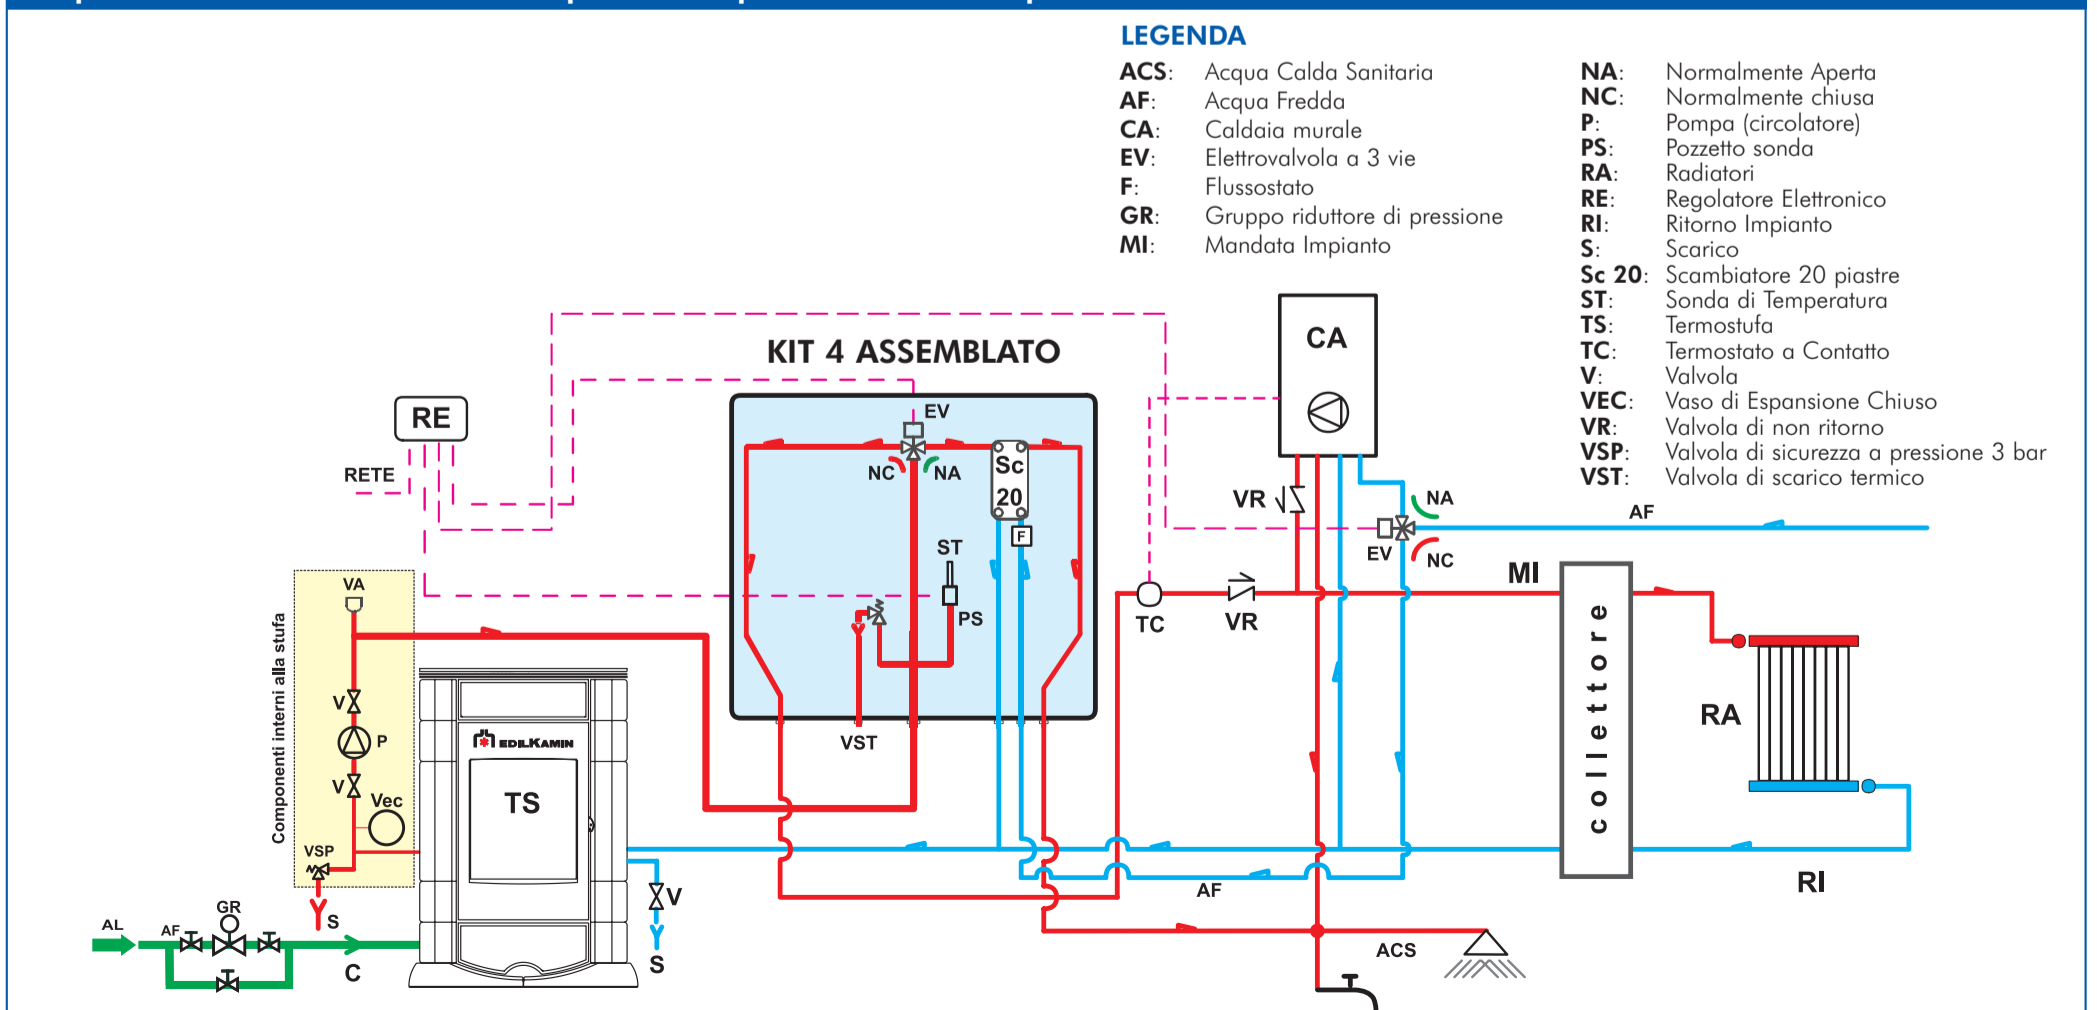 LEGENDA
ACS: Acqua Calda Sanitaria
AF: Acqua Fredda
CA: Caldaia murale
EV: Elettrovalvola a 3 vie
F: Flussostato
GR: Gruppo riduttore di pressione
MI: Mandata Impianto
NA: Normalmente Aperta
NC: Normalmente chiusa
P: Pompa (circolatore)
PS: Pozzetto sonda
RA: Radiatori
RE: Regolatore Elettronico
RI: Ritorno Impianto
S: Scarico
Sc 20: Scambiatore 20 piastre
ST: Sonda di Temperatura
TS: Termostufa
TC: Termostato a Contatto
V: Valvola
VEC: Vaso di Espansione Chiuso
VR: Valvola di non ritorno
VSP: Valvola di sicurezza a pressione 3 bar
VST: Valvola di scarico termico
KIT 4 ASSEMBLATO
CA
RE
RETE
EV
NC
NA
Sc
20
F
ST
PS
VST
VR
NA
EV
NC
AF
TC
VR
MI
collettore
RA
RI
AF
ACS
Componenti interni alla stufa
VA
V
P
V
Vec
VSP
S
EDILKAMIN
TS
V
S
AL
AF
GR
C